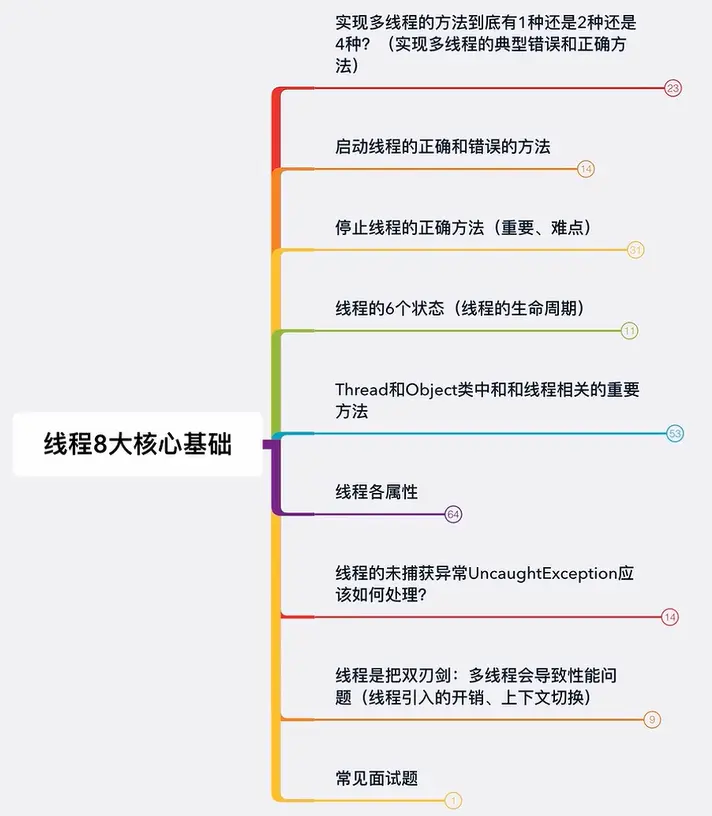 实现多线程的方法到底有1种还是2种还是
4种？（实现多线程的典型错误和正确方
法）
23
启动线程的正确和错误的方法
14
停止线程的正确方法（重要、难点）
31
线程的6个状态（线程的生命周期）
11
Thread和Object类中和和线程相关的重要
方法
53
线程8大核心基础
线程各属性
64
线程的未捕获异常UncaughtException应
该如何处理？
14
线程是把双刃剑：多线程会导致性能问
题（线程引入的开销、上下文切换）
9
常见面试题
1